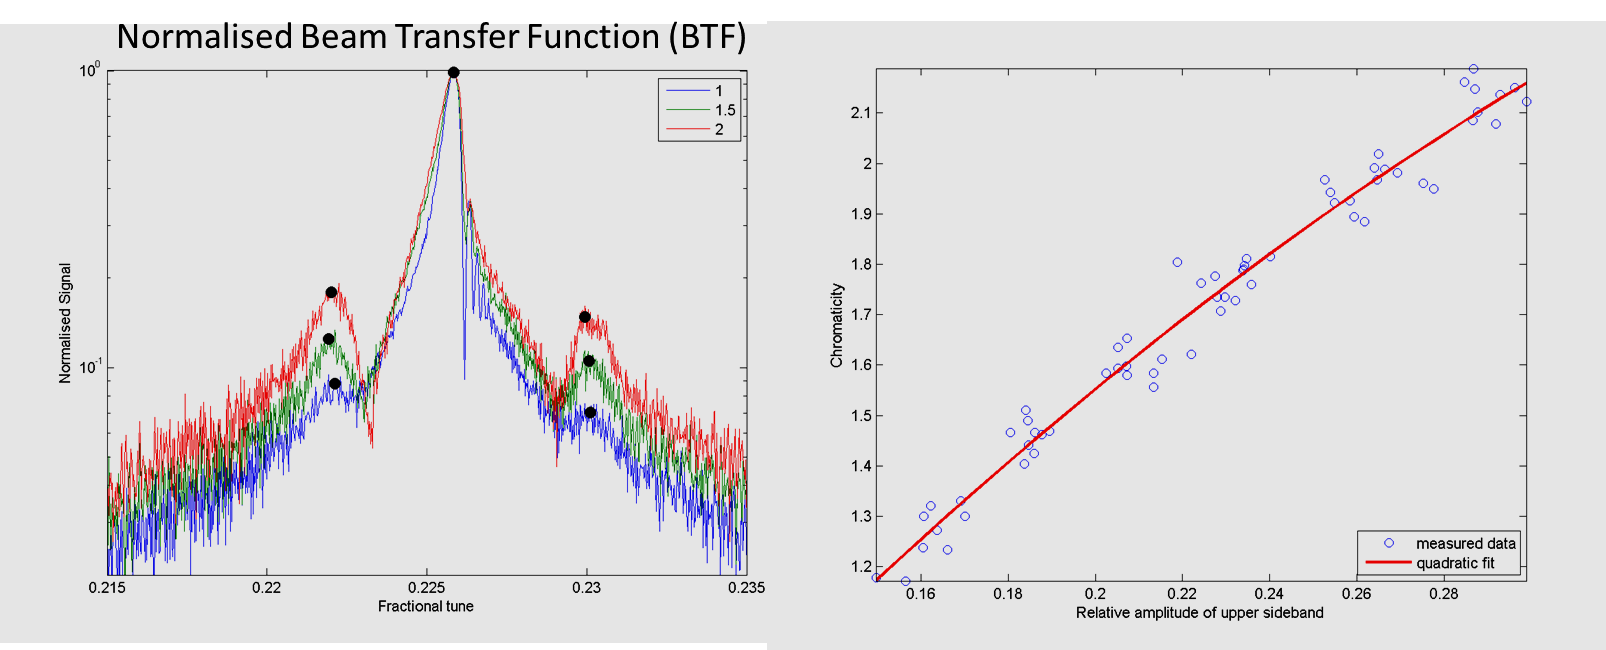 Normalised Beam Transfer Function (BTF)
10^0
10^-1
Normalised Signal
1
1.5
2
0.215 0.22 0.225 0.23 0.235
Fractional tune
2.1
2
1.9
1.8
1.7
1.6
1.5
1.4
1.3
1.2
Chromaticity
measured data
quadratic fit
0.16 0.18 0.2 0.22 0.24 0.26 0.28
Relative amplitude of upper sideband